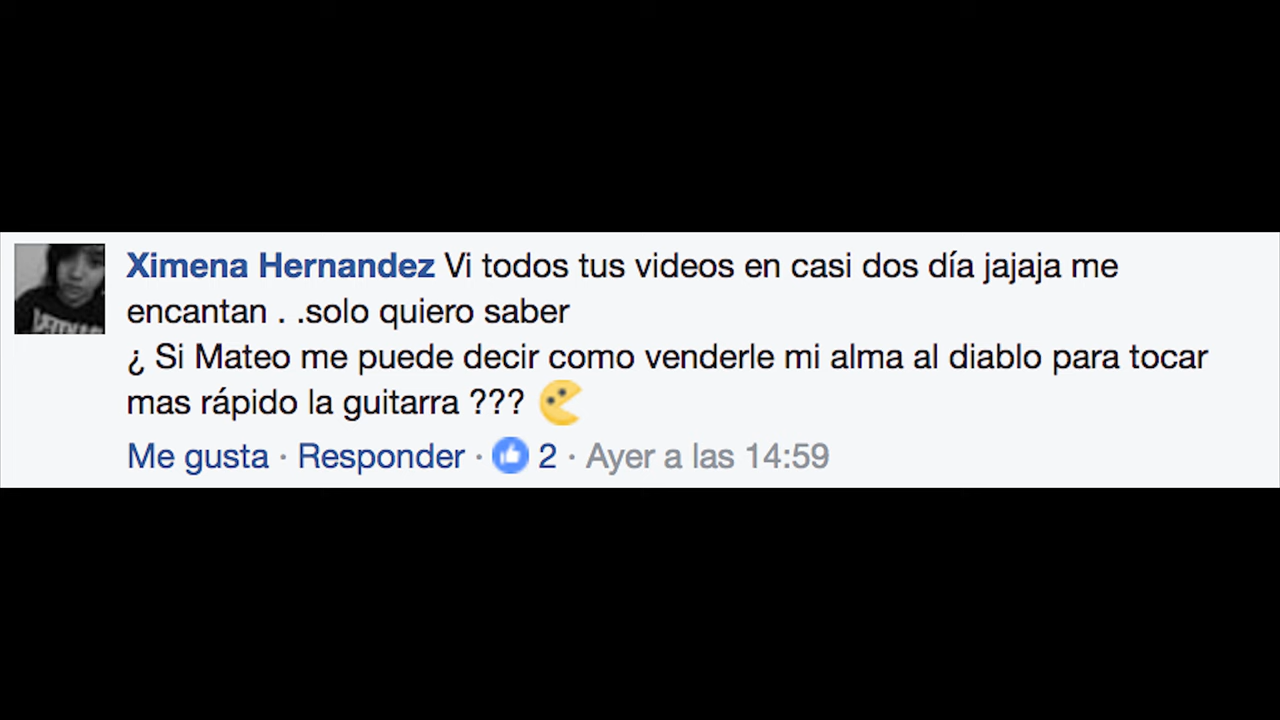 Ximena Hernandez Vi todos tus videos en casi dos día jajaja me
encantan . .solo quiero saber
¿ Si Mateo me puede decir como venderle mi alma al diablo para tocar
mas rápido la guitarra ???
Me gusta · Responder · 2 · Ayer a las 14:59